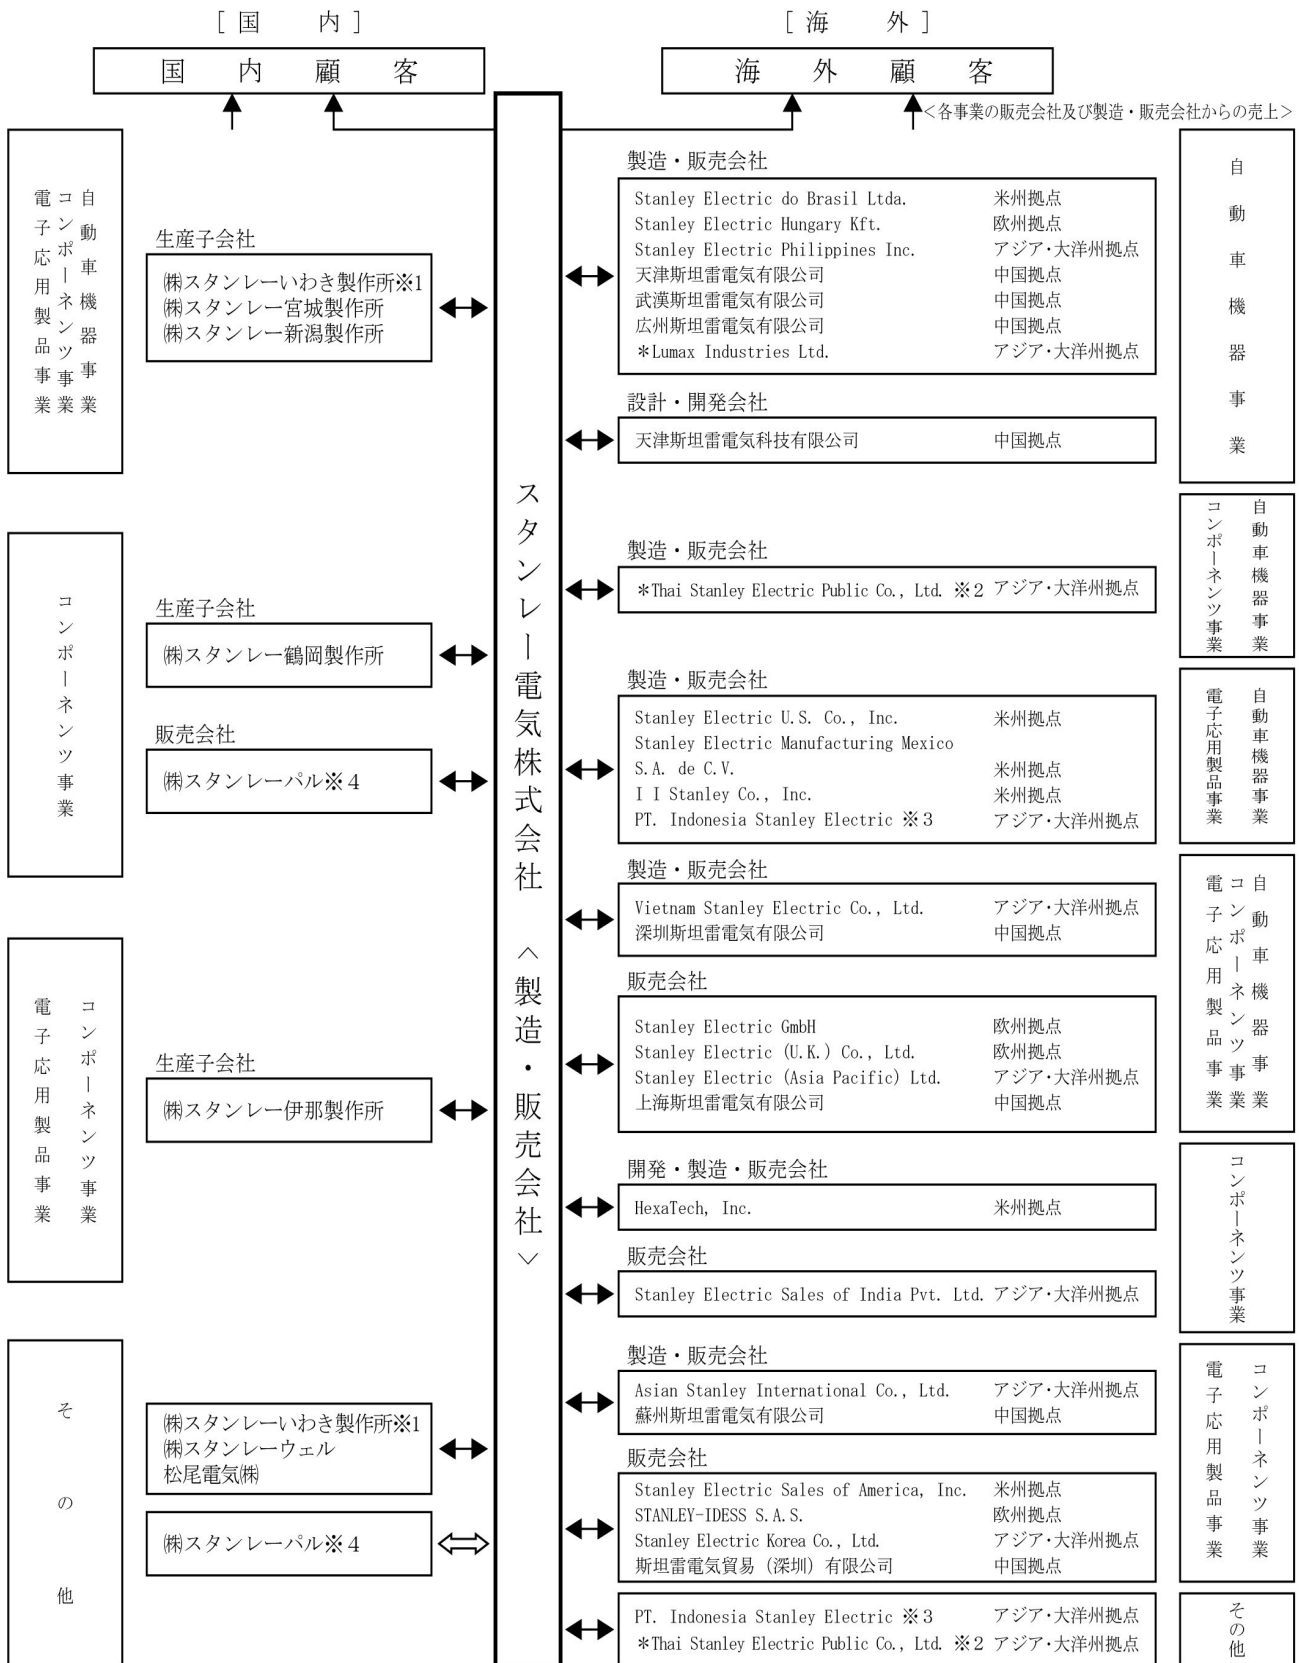 [国　内]
国内顧客
自動車機器事業
コンポーネンツ事業
電子応用製品事業
生産子会社
㈱スタンレーいわき製作所※1
㈱スタンレー宮城製作所
㈱スタンレー新潟製作所
コンポーネンツ事業
生産子会社
㈱スタンレー鶴岡製作所
販売会社
㈱スタンレーパル※4
コンポーネンツ事業
電子応用製品事業
生産子会社
㈱スタンレー伊那製作所
その他
㈱スタンレーいわき製作所※1
㈱スタンレーウェル
松尾電気㈱
㈱スタンレーパル※4
スタンレー電気株式会社 <製造・販売会社>
[海　外]
海外顧客
<各事業の販売会社及び製造・販売会社からの売上>
自動車機器事業
製造・販売会社
Stanley Electric do Brasil Ltda. 米州拠点
Stanley Electric Hungary Kft. 欧州拠点
Stanley Electric Philippines Inc. アジア・大洋州拠点
天津斯坦雷電気有限公司 中国拠点
武漢斯坦雷電気有限公司 中国拠点
広州斯坦雷電気有限公司 中国拠点
*Lumax Industries Ltd. アジア・大洋州拠点
設計・開発会社
天津斯坦雷電気科技有限公司 中国拠点
自動車機器事業
コンポーネンツ事業
製造・販売会社
*Thai Stanley Electric Public Co., Ltd. ※2 アジア・大洋州拠点
自動車機器事業
電子応用製品事業
製造・販売会社
Stanley Electric U.S. Co., Inc. 米州拠点
Stanley Electric Manufacturing Mexico
S.A. de C.V. 米州拠点
I I Stanley Co., Inc. 米州拠点
PT. Indonesia Stanley Electric ※3 アジア・大洋州拠点
自動車機器事業
コンポーネンツ事業
電子応用製品事業
製造・販売会社
Vietnam Stanley Electric Co., Ltd. アジア・大洋州拠点
深圳斯坦雷電気有限公司 中国拠点
販売会社
Stanley Electric GmbH 欧州拠点
Stanley Electric (U.K.) Co., Ltd. 欧州拠点
Stanley Electric (Asia Pacific) Ltd. アジア・大洋州拠点
上海斯坦雷電気有限公司 中国拠点
コンポーネンツ事業
開発・製造・販売会社
HexaTech, Inc. 米州拠点
販売会社
Stanley Electric Sales of India Pvt. Ltd. アジア・大洋州拠点
コンポーネンツ事業
電子応用製品事業
製造・販売会社
Asian Stanley International Co., Ltd. アジア・大洋州拠点
蘇州斯坦雷電気有限公司 中国拠点
販売会社
Stanley Electric Sales of America, Inc. 米州拠点
STANLEY-IDESS S.A.S. 欧州拠点
Stanley Electric Korea Co., Ltd. アジア・大洋州拠点
斯坦雷電気貿易（深圳）有限公司 中国拠点
その他
PT. Indonesia Stanley Electric ※3 アジア・大洋州拠点
*Thai Stanley Electric Public Co., Ltd. ※2 アジア・大洋州拠点